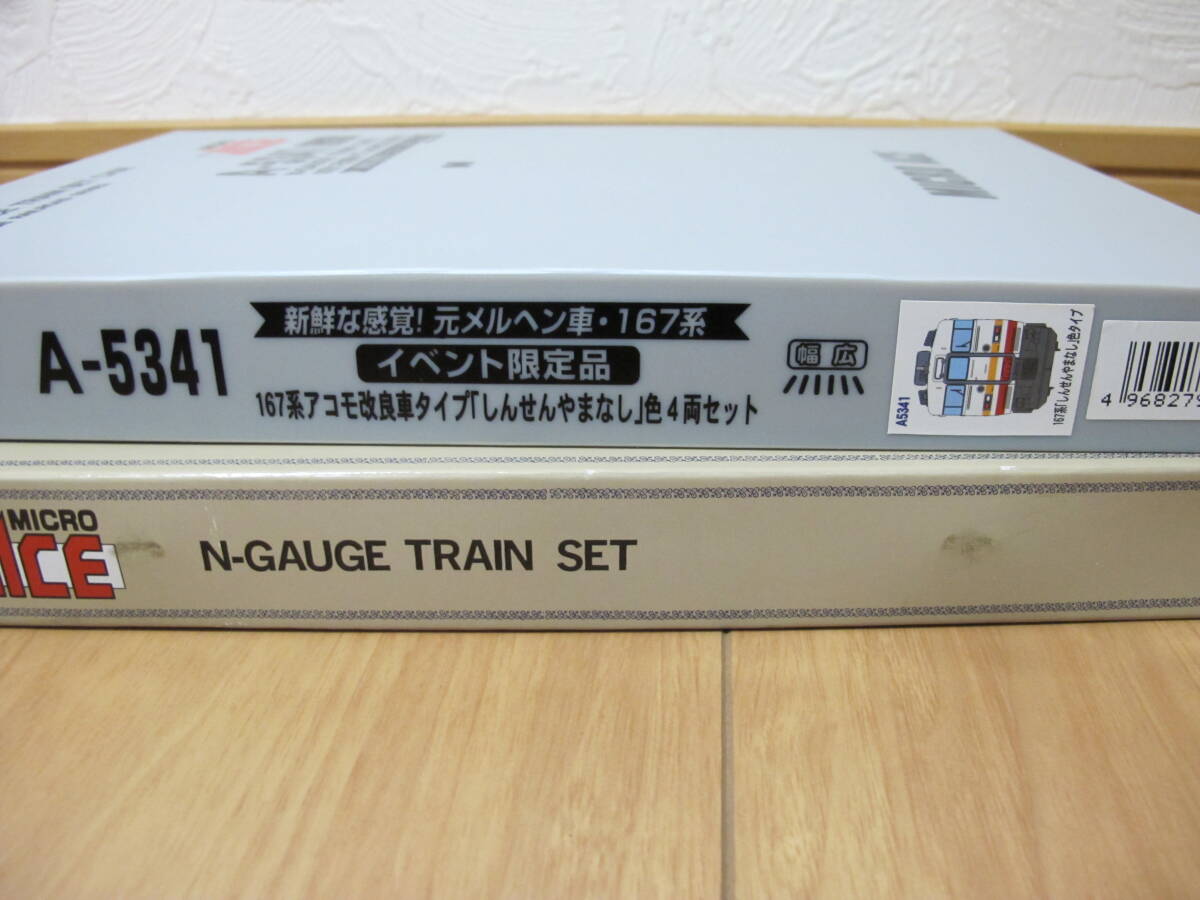 A-5341
新鮮な感覚! 元メルヘン車・167系
イベント限定品
167系アコモ改良車タイプ「しんせんやまなし」色4両セット
幅広
A5341
167系「しんせんやまなし」色タイプ
4 968279
MICRO
ACE
N-GAUGE TRAIN SET